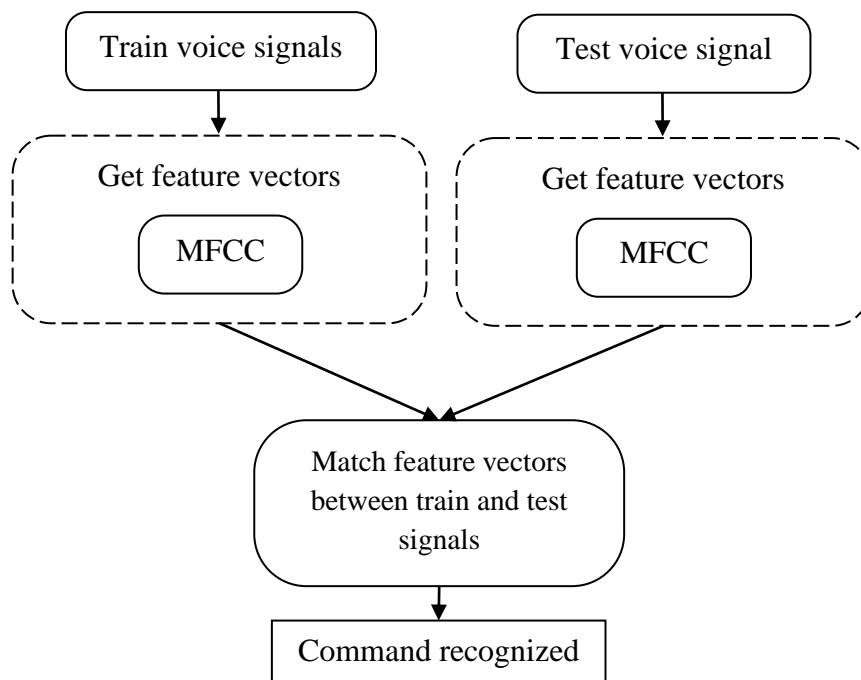 Train voice signals
Test voice signal
Get feature vectors
MFCC
Get feature vectors
MFCC
Match feature vectors
between train and test
signals
Command recognized